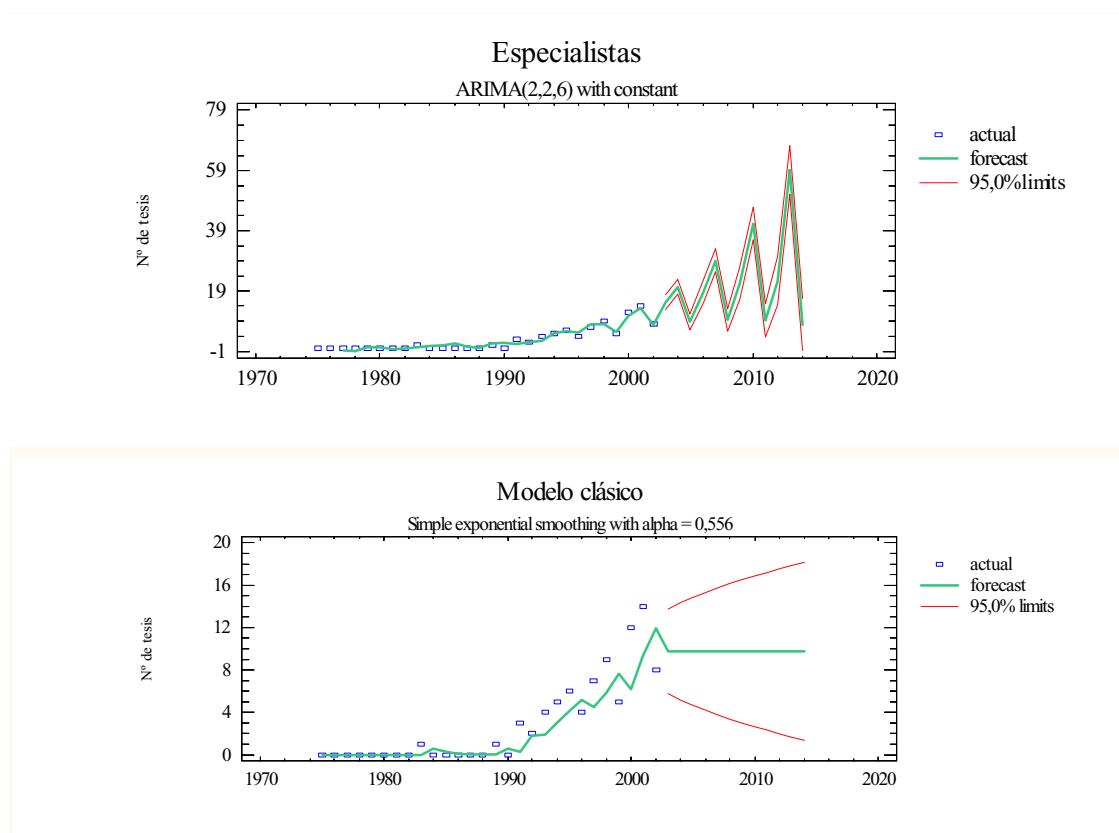 Especialistas
ARIMA(2,2,6) with constant
79
59
39
19
-1
Nº de tesis
1970 1980 1990 2000 2010 2020
actual
forecast
95,0%limits
Modelo clásico
Simple exponential smoothing with alpha = 0,556
20
16
12
8
4
0
Nº de tesis
1970 1980 1990 2000 2010 2020
actual
forecast
95,0% limits